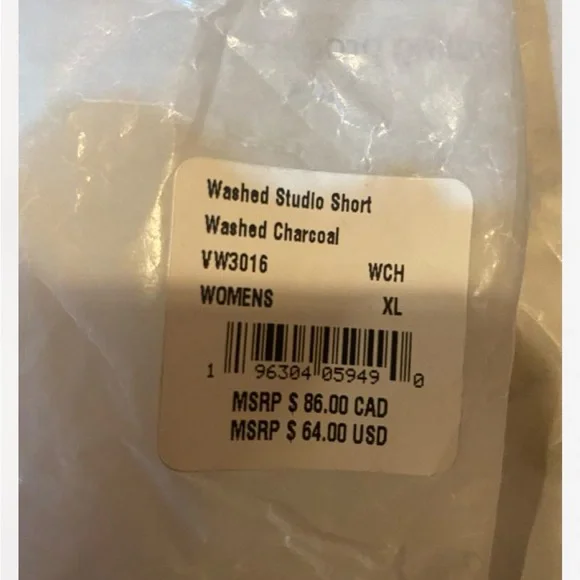 Washed Studio Short
Washed Charcoal
VW3016 WCH
WOMENS XL
1 96304 05949 0
MSRP $ 86.00 CAD
MSRP $ 64.00 USD